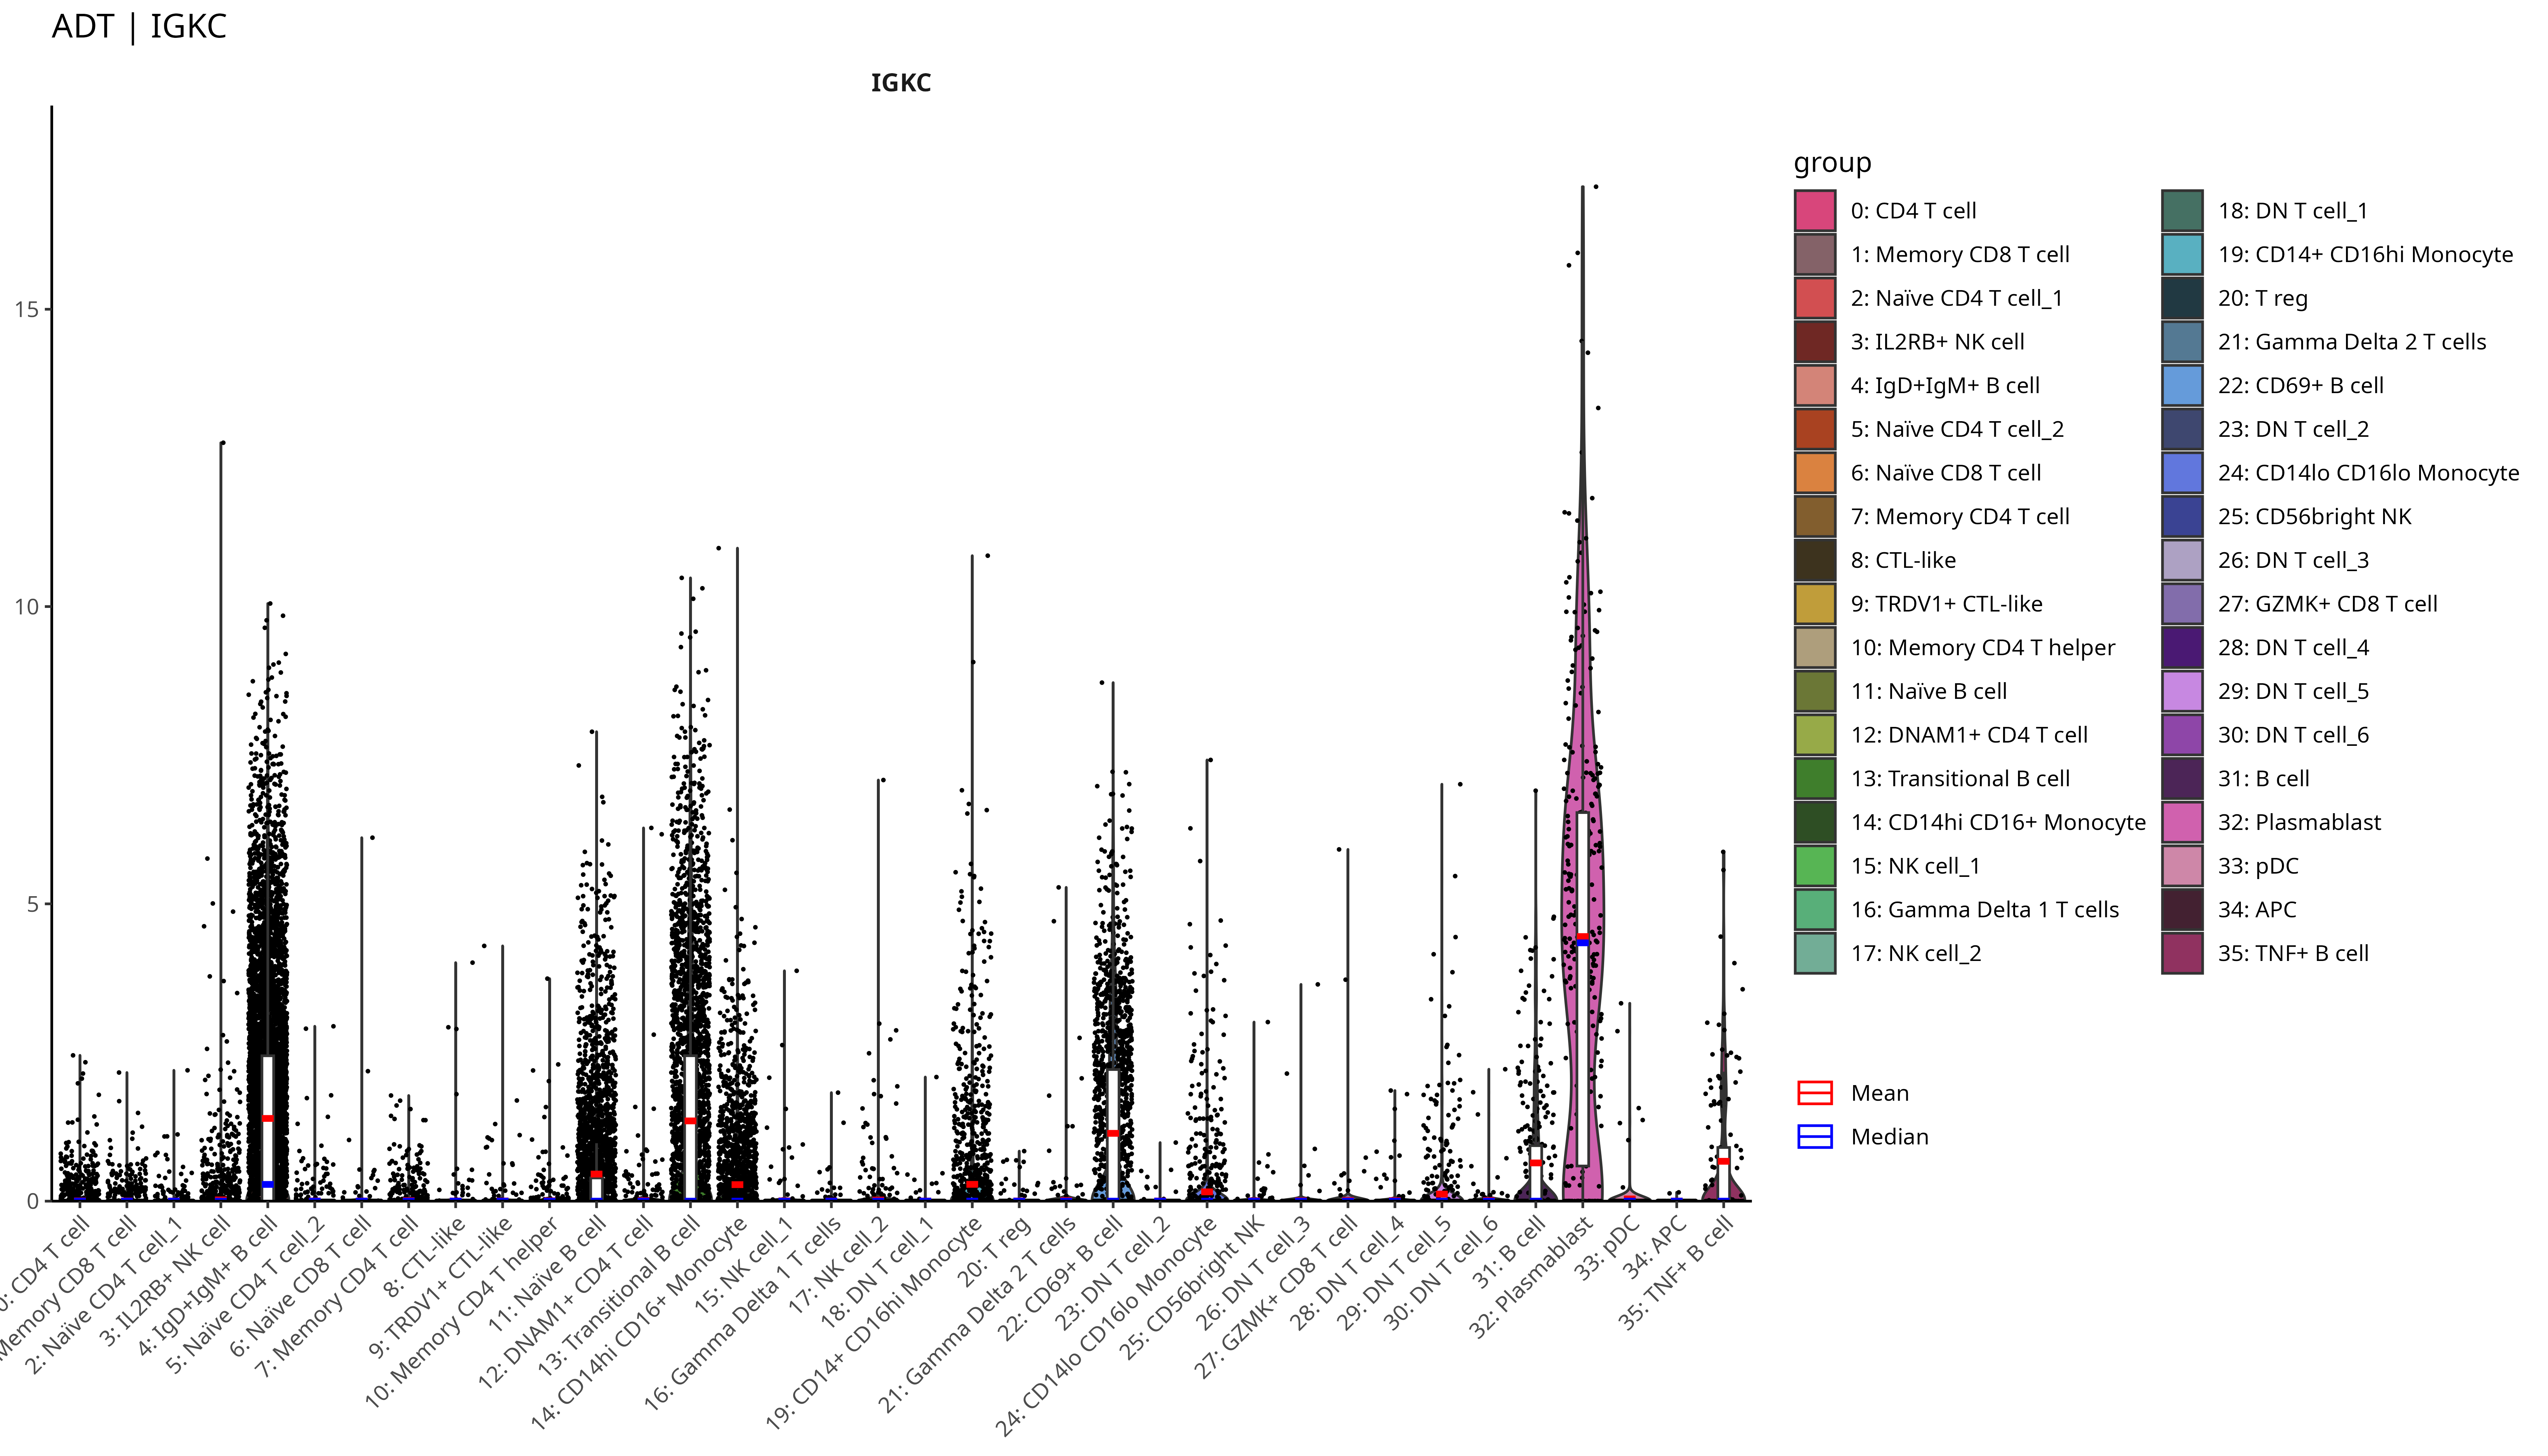 ADT | IGKC
IGKC
15
10
5
0
0: CD4 T cell
Memory CD8 T cell
2: Naïve CD4 T cell_1
3: IL2RB+ NK cell
4: IgD+IgM+ B cell
5: Naïve CD4 T cell_2
6: Naïve CD8 T cell
7: Memory CD4 T cell
8: CTL-like
9: TRDV1+ CTL-like
10: Memory CD4 T helper
11: Naïve B cell
12: DNAM1+ CD4 T cell
13: Transitional B cell
14: CD14hi CD16+ Monocyte
15: NK cell_1
16: Gamma Delta 1 T cells
17: NK cell_2
18: DN T cell_1
19: CD14+ CD16hi Monocyte
20: T reg
21: Gamma Delta 2 T cells
22: CD69+ B cell
23: DN T cell_2
24: CD14lo CD16lo Monocyte
25: CD56bright NK
26: DN T cell_3
27: GZMK+ CD8 T cell
28: DN T cell_4
29: DN T cell_5
30: DN T cell_6
31: B cell
32: Plasmablast
33: pDC
34: APC
35: TNF+ B cell
group
0: CD4 T cell
1: Memory CD8 T cell
2: Naïve CD4 T cell_1
3: IL2RB+ NK cell
4: IgD+IgM+ B cell
5: Naïve CD4 T cell_2
6: Naïve CD8 T cell
7: Memory CD4 T cell
8: CTL-like
9: TRDV1+ CTL-like
10: Memory CD4 T helper
11: Naïve B cell
12: DNAM1+ CD4 T cell
13: Transitional B cell
14: CD14hi CD16+ Monocyte
15: NK cell_1
16: Gamma Delta 1 T cells
17: NK cell_2
18: DN T cell_1
19: CD14+ CD16hi Monocyte
20: T reg
21: Gamma Delta 2 T cells
22: CD69+ B cell
23: DN T cell_2
24: CD14lo CD16lo Monocyte
25: CD56bright NK
26: DN T cell_3
27: GZMK+ CD8 T cell
28: DN T cell_4
29: DN T cell_5
30: DN T cell_6
31: B cell
32: Plasmablast
33: pDC
34: APC
35: TNF+ B cell
Mean
Median